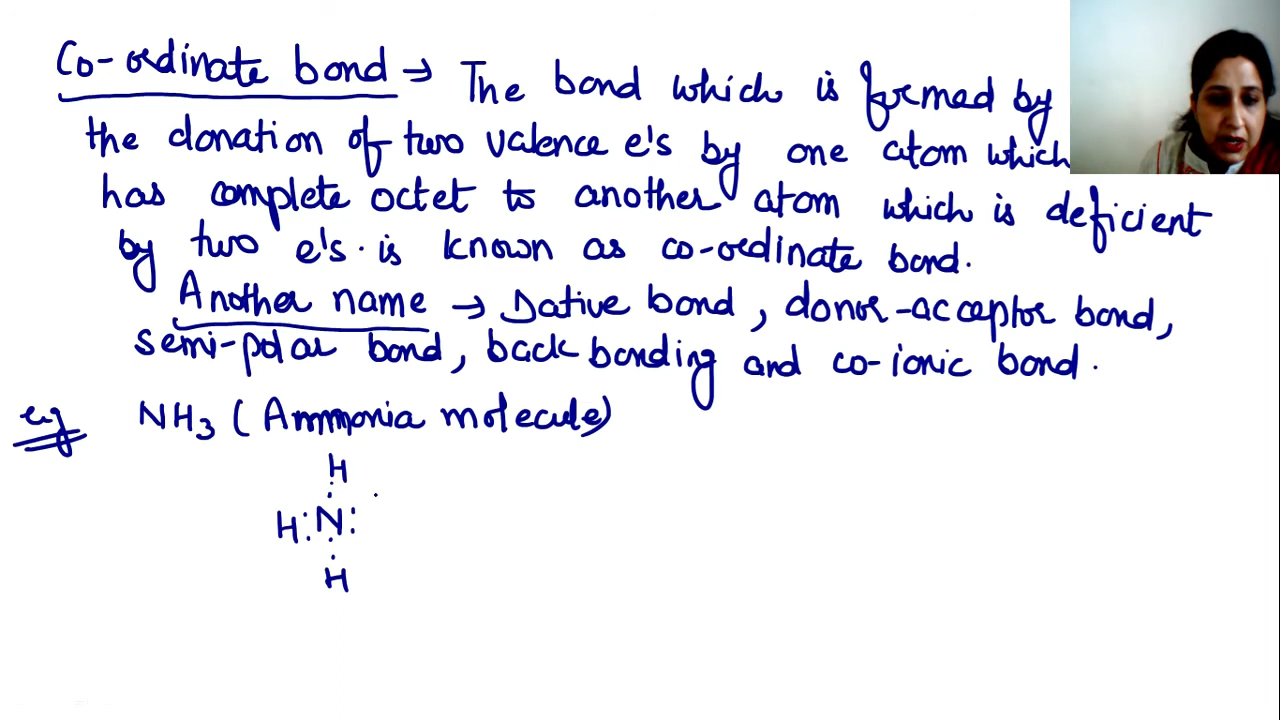 Co-ordinate bond → The bond which is formed by
the donation of two valence e's by one atom which
has complete octet to another atom which is deficient
by two e's. is known as co-ordinate bond.
Another name → Dative bond, donor-acceptor bond,
semi-polar bond, back bonding and co-ionic bond.
eg NH3 (Ammonia molecule)
H
H : N :
H